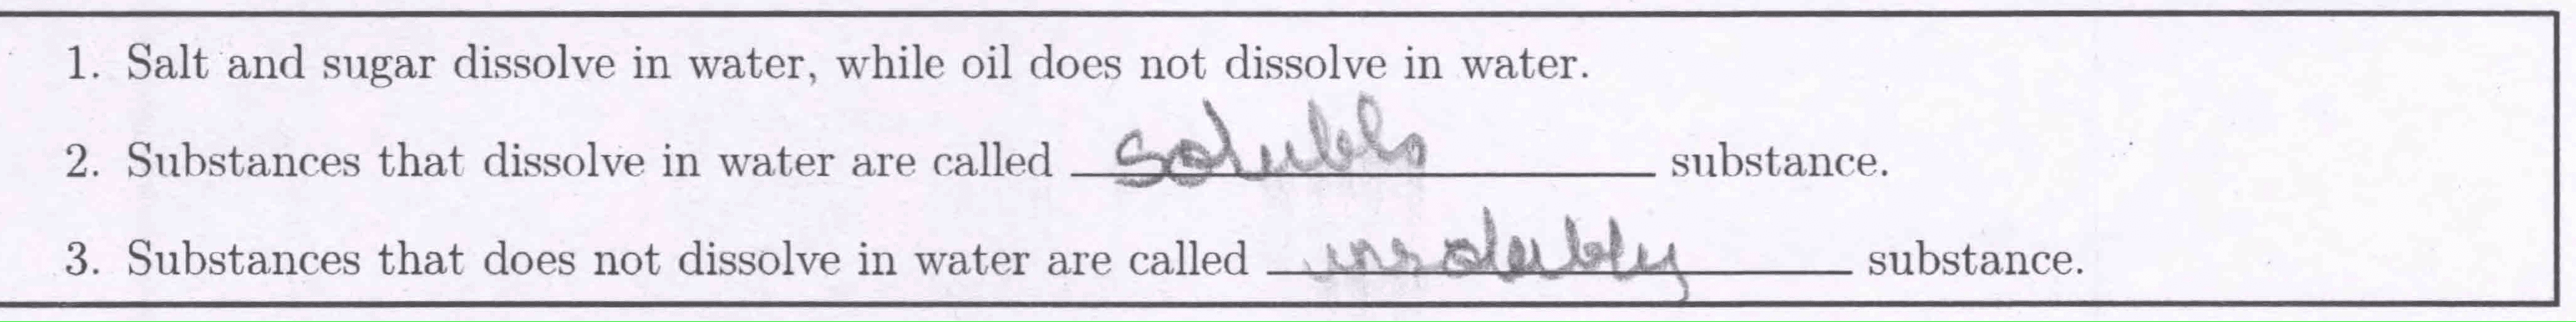 1. Salt and sugar dissolve in water, while oil does not dissolve in water.
2. Substances that dissolve in water are called soluble substance.
3. Substances that does not dissolve in water are called insolubly substance.